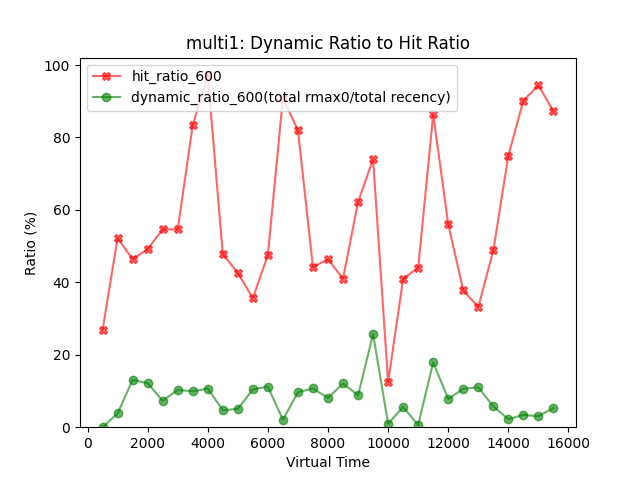 multi1: Dynamic Ratio to Hit Ratio
hit_ratio_600
dynamic_ratio_600(total rmax0/total recency)
Ratio (%)
100
80
60
40
20
0
0 2000 4000 6000 8000 10000 12000 14000 16000
Virtual Time